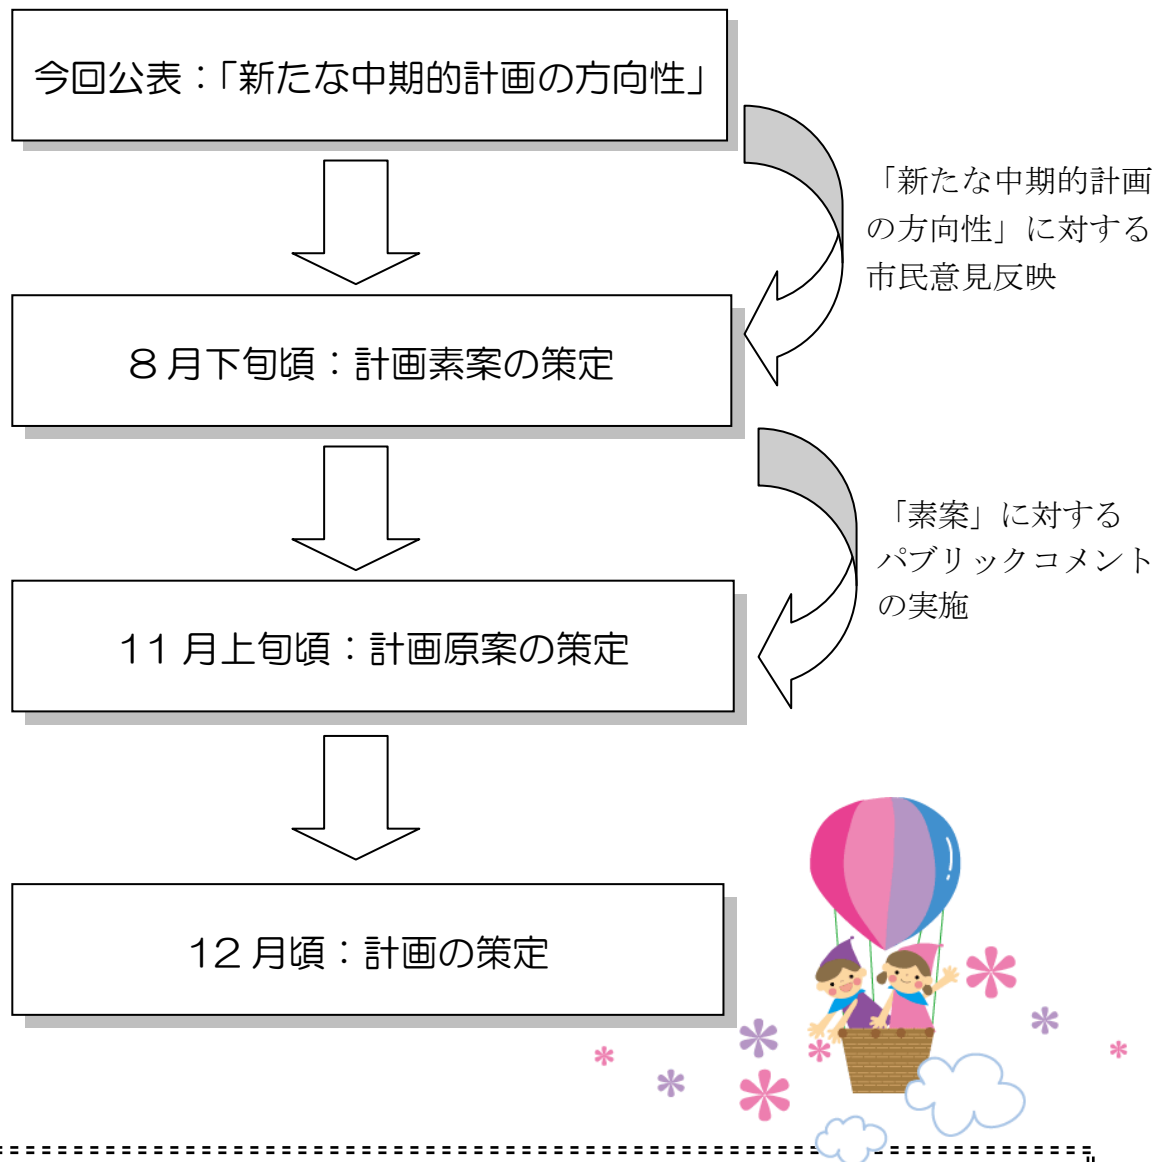 今回公表：「新たな中期的計画の方向性」
「新たな中期的計画
の方向性」に対する
市民意見反映
8月下旬頃：計画素案の策定
「素案」に対する
パブリックコメント
の実施
11月上旬頃：計画原案の策定
12月頃：計画の策定